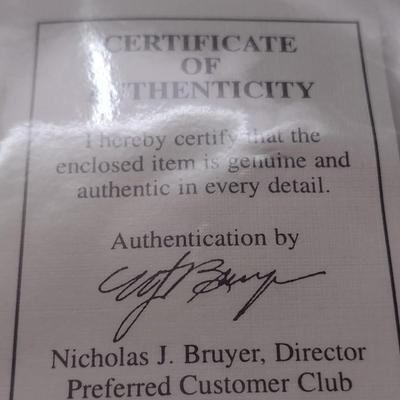 CERTIFICATE
OF
AUTHENTICITY
I hereby certify that the
enclosed item is genuine and
authentic in every detail.
Authentication by
Nicholas J. Bruyer, Director
Preferred Customer Club